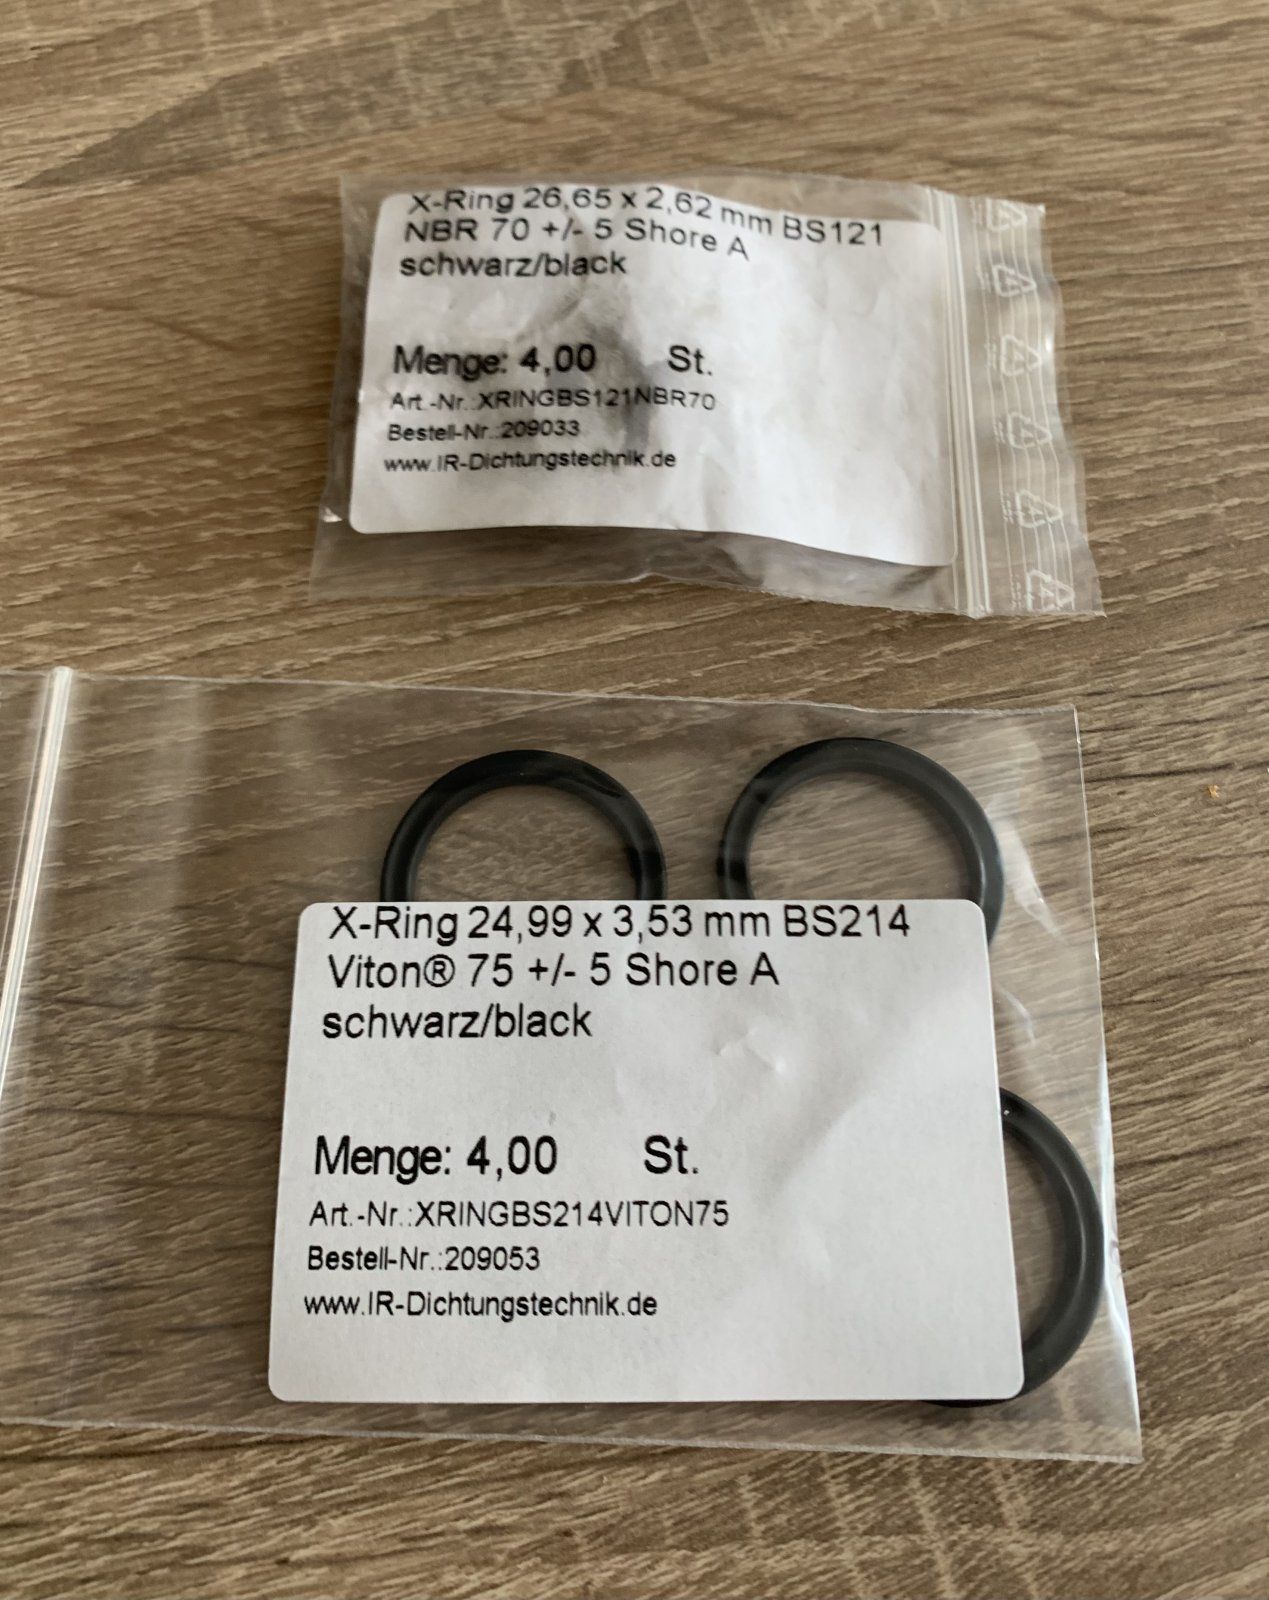 X-Ring 26,65 x 2,62 mm BS121
NBR 70 +/- 5 Shore A
schwarz/black
Menge: 4,00 St.
Art.-Nr.:XRINGBS121NBR70
Bestell-Nr.:209033
www.IR-Dichtungstechnik.de
X-Ring 24,99 x 3,53 mm BS214
Viton® 75 +/- 5 Shore A
schwarz/black
Menge: 4,00 St.
Art.-Nr.:XRINGBS214VITON75
Bestell-Nr.:209053
www.IR-Dichtungstechnik.de